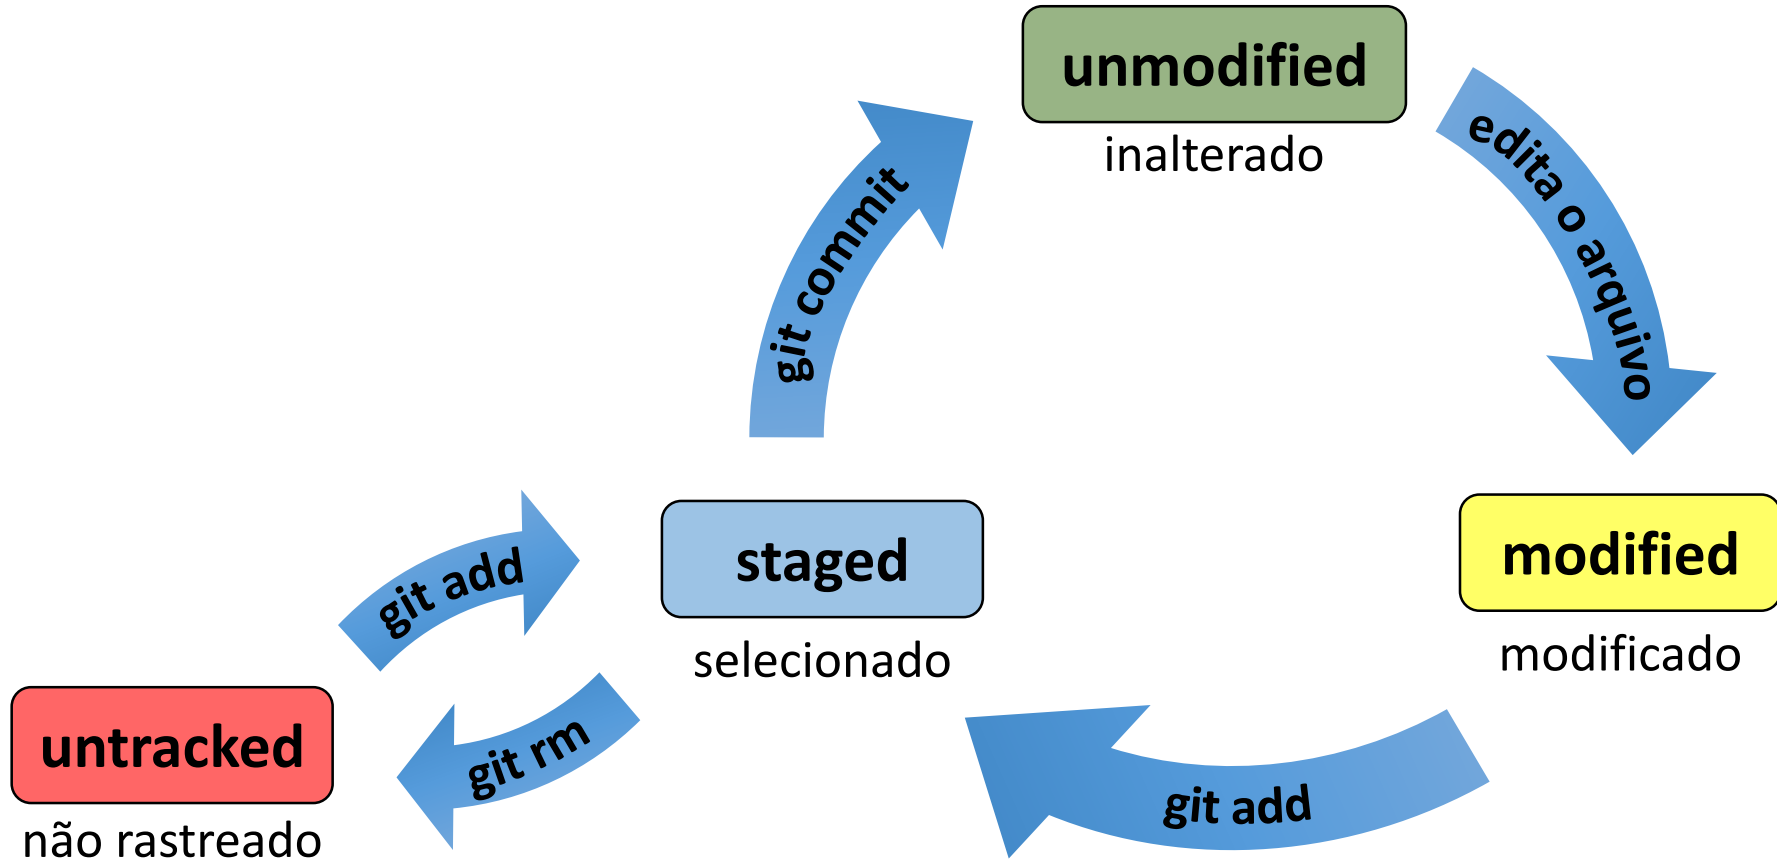 unmodified
inalterado
git commit
edita o arquivo
staged
selecionado
modified
modificado
git add
git rm
untracked
não rastreado
git add